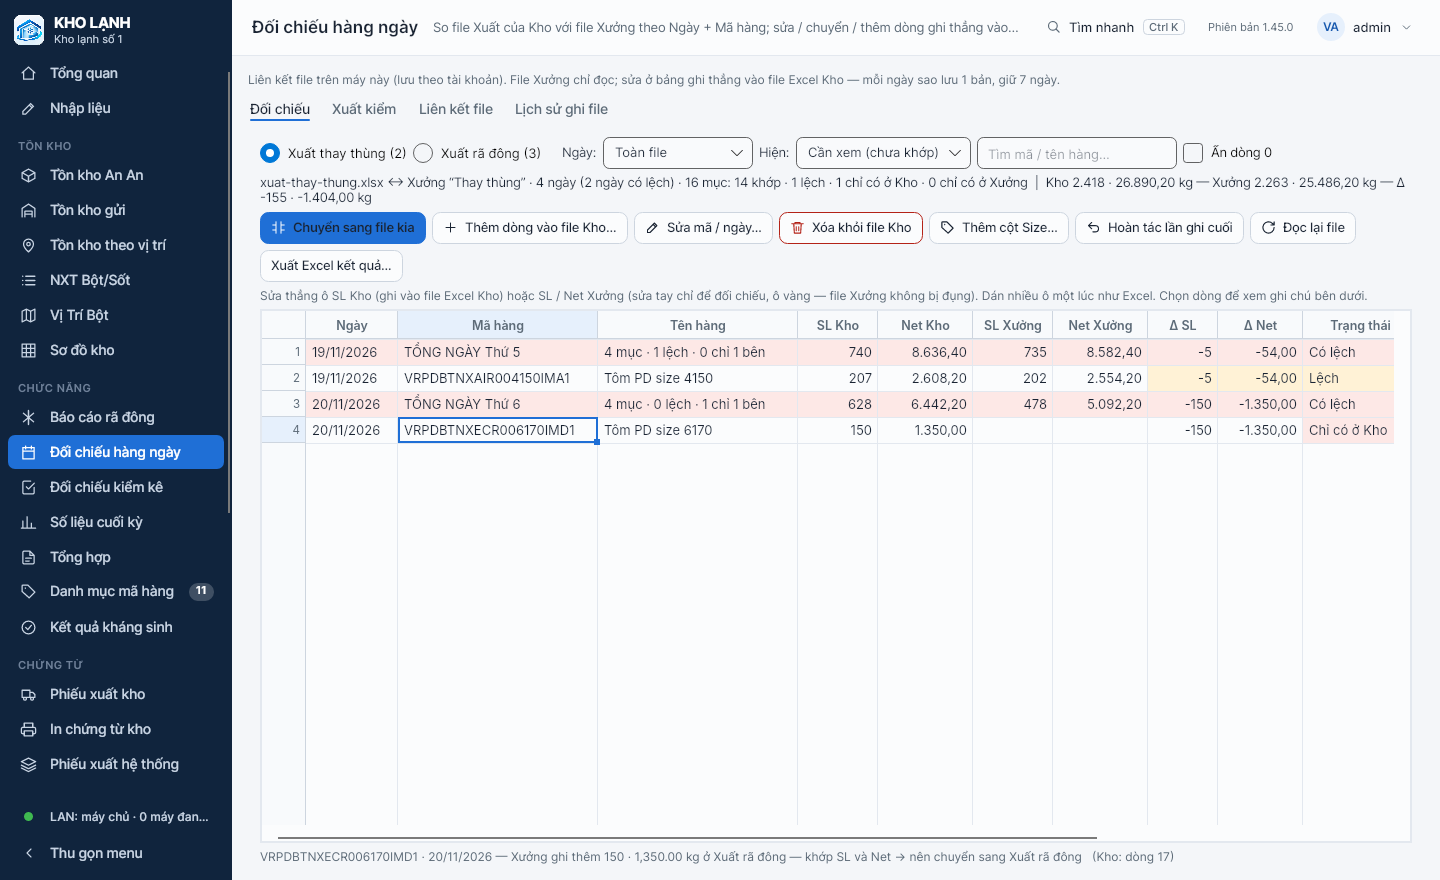 KHO LẠNH
Kho lạnh số 1
Tổng quan
Nhập liệu
TỒN KHO
Tồn kho An An
Tồn kho gửi
Tồn kho theo vị trí
NXT Bột/Sốt
Vị Trí Bột
Sơ đồ kho
CHỨC NĂNG
Báo cáo rã đông
Đối chiếu hàng ngày
Đối chiếu kiểm kê
Số liệu cuối kỳ
Tổng hợp
Danh mục mã hàng 11
Kết quả kháng sinh
CHỨNG TỪ
Phiếu xuất kho
In chứng từ kho
Phiếu xuất hệ thống
LAN: máy chủ · 0 máy đan...
Thu gọn menu
Đối chiếu hàng ngày So file Xuất của Kho với file Xưởng theo Ngày + Mã hàng; sửa / chuyển / thêm dòng ghi thẳng vào... Tìm nhanh Ctrl K Phiên bản 1.45.0 VA admin
Liên kết file trên máy này (lưu theo tài khoản). File Xưởng chỉ đọc; sửa ở bảng ghi thẳng vào file Excel Kho — mỗi ngày sao lưu 1 bản, giữ 7 ngày.
Đối chiếu Xuất kiểm Liên kết file Lịch sử ghi file
Xuất thay thùng (2) Xuất rã đông (3) Ngày: Toàn file Hiện: Cần xem (chưa khớp) Tìm mã / tên hàng... Ẩn dòng 0
xuat-thay-thung.xlsx ↔ Xưởng “Thay thùng” · 4 ngày (2 ngày có lệch) · 16 mục: 14 khớp · 1 lệch · 1 chỉ có ở Kho · 0 chỉ có ở Xưởng | Kho 2.418 · 26.890,20 kg — Xưởng 2.263 · 25.486,20 kg — Δ
-155 · -1.404,00 kg
Chuyển sang file kia Thêm dòng vào file Kho... Sửa mã / ngày... Xóa khỏi file Kho Thêm cột Size... Hoàn tác lần ghi cuối Đọc lại file
Xuất Excel kết quả...
Sửa thẳng ô SL Kho (ghi vào file Excel Kho) hoặc SL / Net Xưởng (sửa tay chỉ để đối chiếu, ô vàng — file Xưởng không bị đụng). Dán nhiều ô một lúc như Excel. Chọn dòng để xem ghi chú bên dưới.
Ngày Mã hàng Tên hàng SL Kho Net Kho SL Xưởng Net Xưởng Δ SL Δ Net Trạng thái
1 19/11/2026 TỔNG NGÀY Thứ 5 4 mục · 1 lệch · 0 chỉ 1 bên 740 8.636,40 735 8.582,40 -5 -54,00 Có lệch
2 19/11/2026 VRPDBTNXAIR004150IMA1 Tôm PD size 4150 207 2.608,20 202 2.554,20 -5 -54,00 Lệch
3 20/11/2026 TỔNG NGÀY Thứ 6 4 mục · 0 lệch · 1 chỉ 1 bên 628 6.442,20 478 5.092,20 -150 -1.350,00 Có lệch
4 20/11/2026 VRPDBTNXECR006170IMD1 Tôm PD size 6170 150 1.350,00 -150 -1.350,00 Chỉ có ở Kho
VRPDBTNXECR006170IMD1 · 20/11/2026 — Xưởng ghi thêm 150 · 1,350.00 kg ở Xuất rã đông — khớp SL và Net → nên chuyển sang Xuất rã đông (Kho: dòng 17)